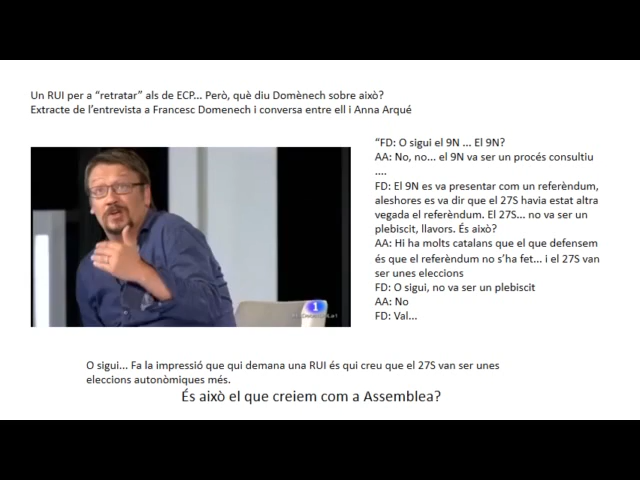 Un RUI per a “retratar” als de ECP... Però, què diu Domènech sobre això?
Extracte de l’entrevista a Francesc Domenech i conversa entre ell i Anna Arqué
“FD: O sigui el 9N ... El 9N?
AA: No, no... el 9N va ser un procés consultiu
....
FD: El 9N es va presentar com un referèndum,
aleshores es va dir que el 27S havia estat altra
vegada el referèndum. El 27S... no va ser un
plebiscit, llavors. És això?
AA: Hi ha molts catalans que el que defensem
és que el referèndum no s’ha fet... i el 27S van
ser unes eleccions
FD: O sigui, no va ser un plebiscit
AA: No
FD: Val...
O sigui... Fa la impressió que qui demana una RUI és qui creu que el 27S van ser unes
eleccions autonòmiques més.
És això el que creiem com a Assemblea?